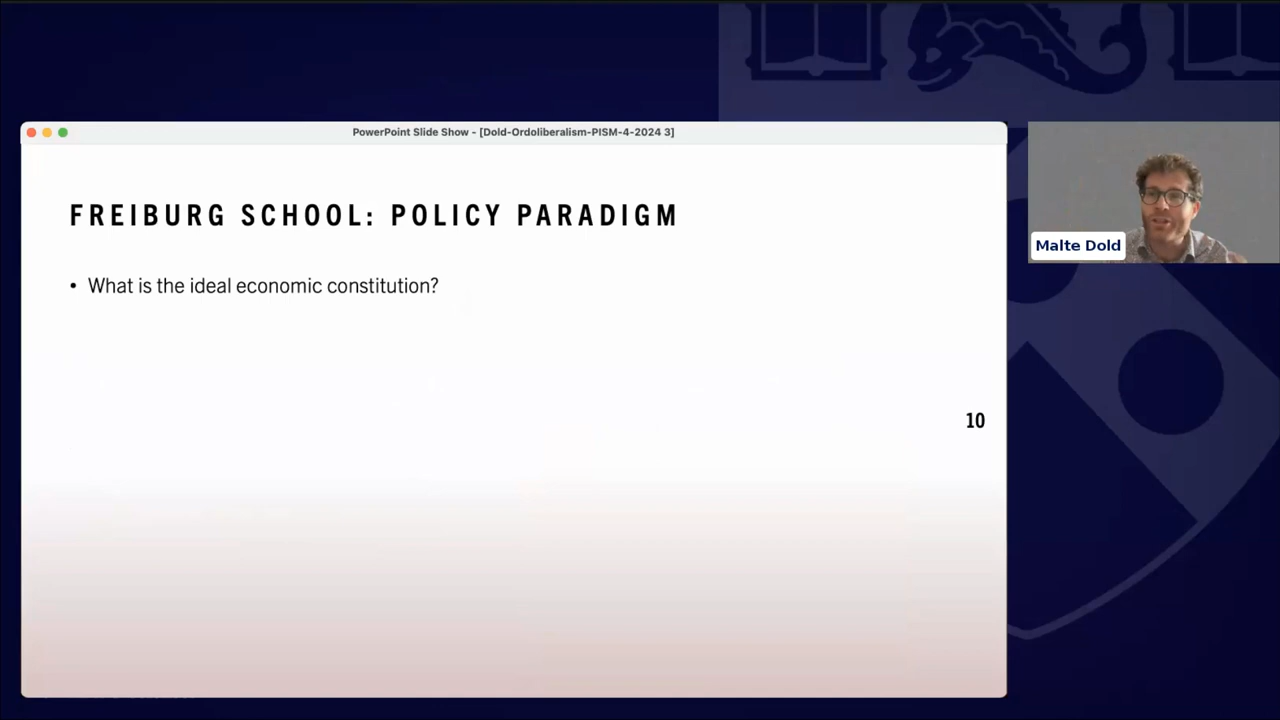 PowerPoint Slide Show - [Dold-Ordoliberalism-PISM-4-2024 3]
FREIBURG SCHOOL: POLICY PARADIGM
• What is the ideal economic constitution?
Malte Dold
10